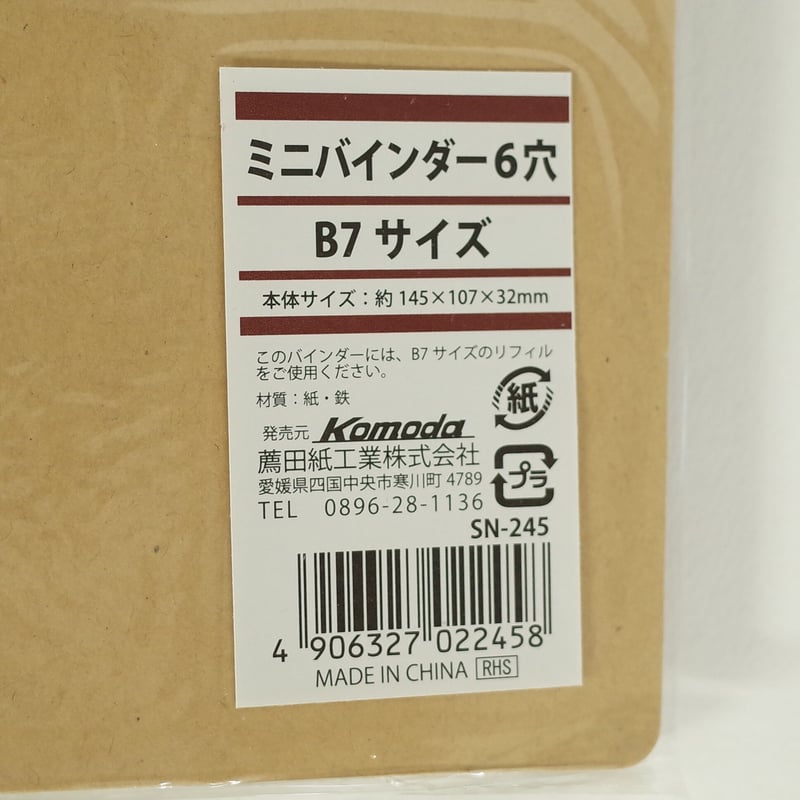 ミニバインダー6穴
B7 サイズ
本体サイズ：約 145×107×32mm
このバインダーには、B7 サイズのリフィル
をご使用ください。
材質：紙・鉄
紙
発売元 Komoda
薦田紙工業株式会社
愛媛県四国中央市寒川町 4789
TEL 0896-28-1136
プラ
SN-245
4 906327 022458
MADE IN CHINA RHS